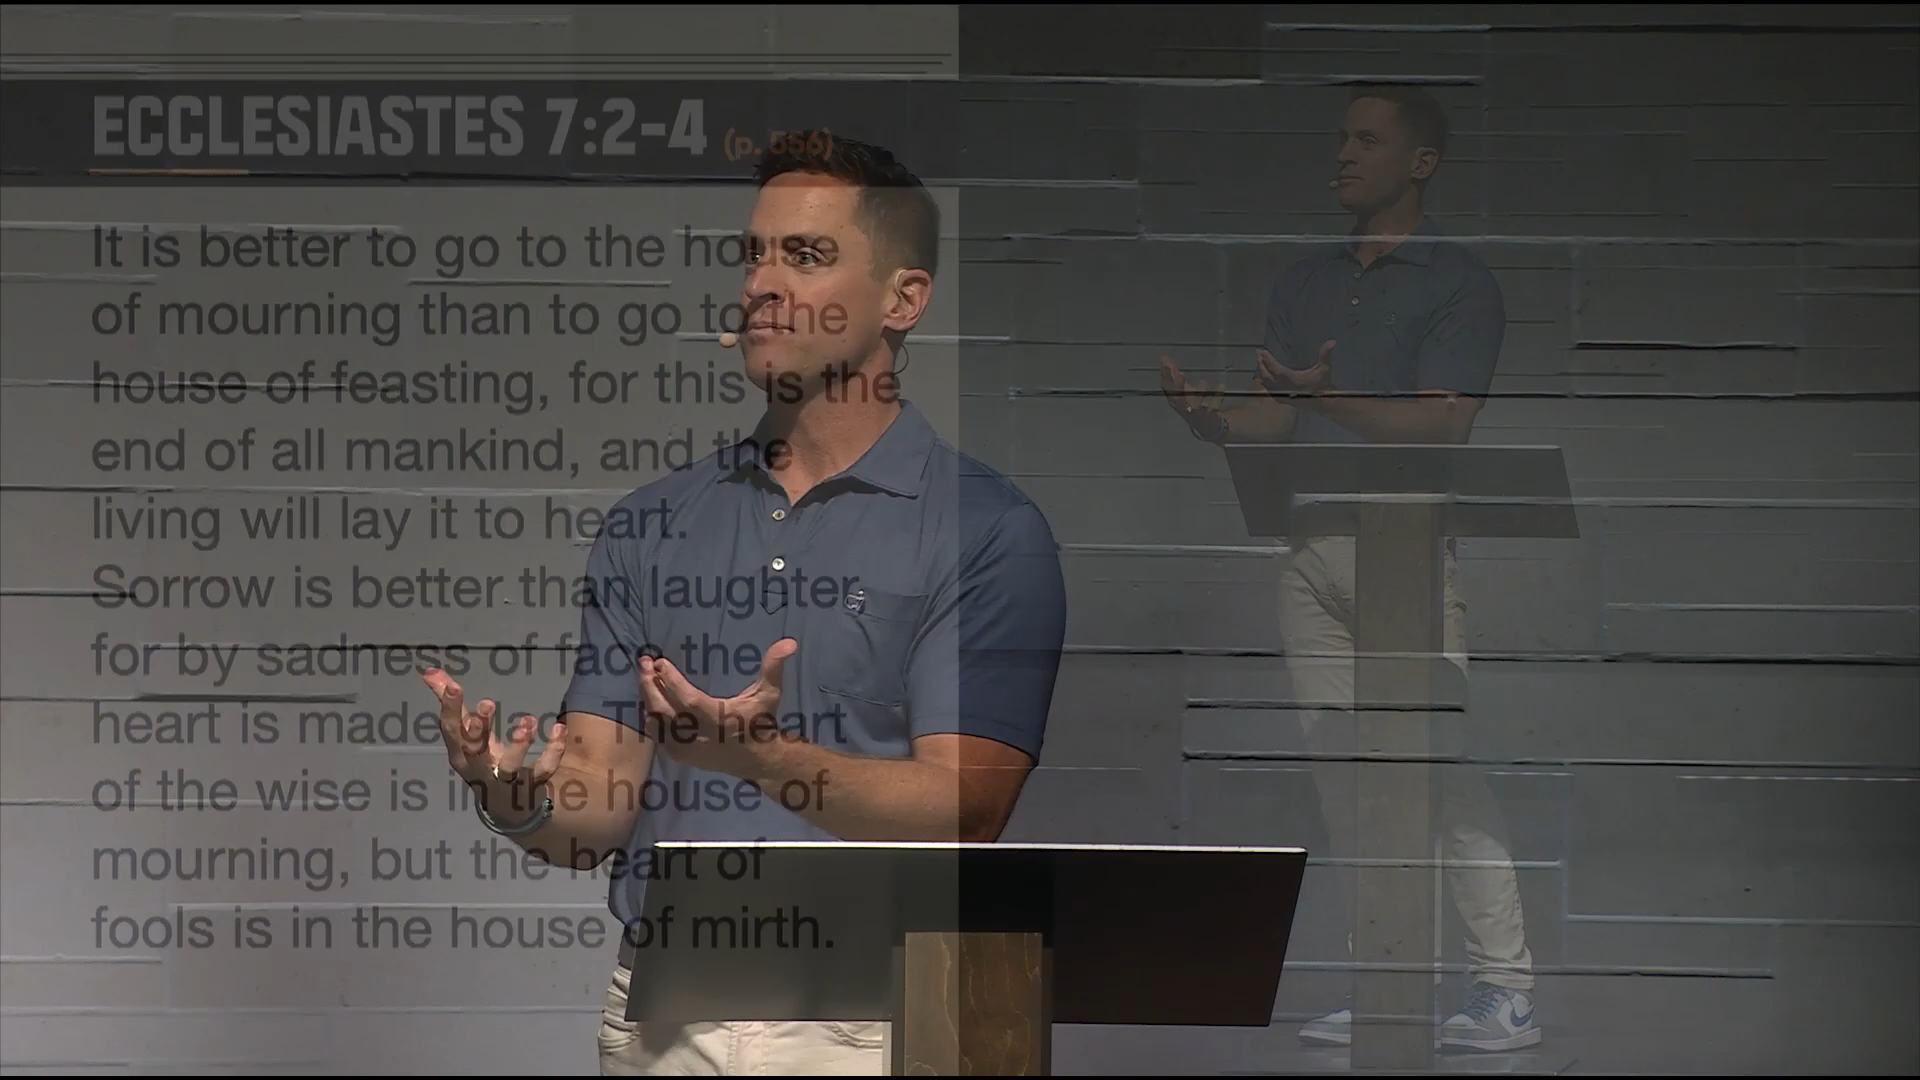 ECCLESIASTES 7:2-4 (p. 556)
It is better to go to the house
of mourning than to go to the
house of feasting, for this is the
end of all mankind, and the
living will lay it to heart.
Sorrow is better than laughter,
for by sadness of face the
heart is made glad. The heart
of the wise is in the house of
mourning, but the heart of
fools is in the house of mirth.